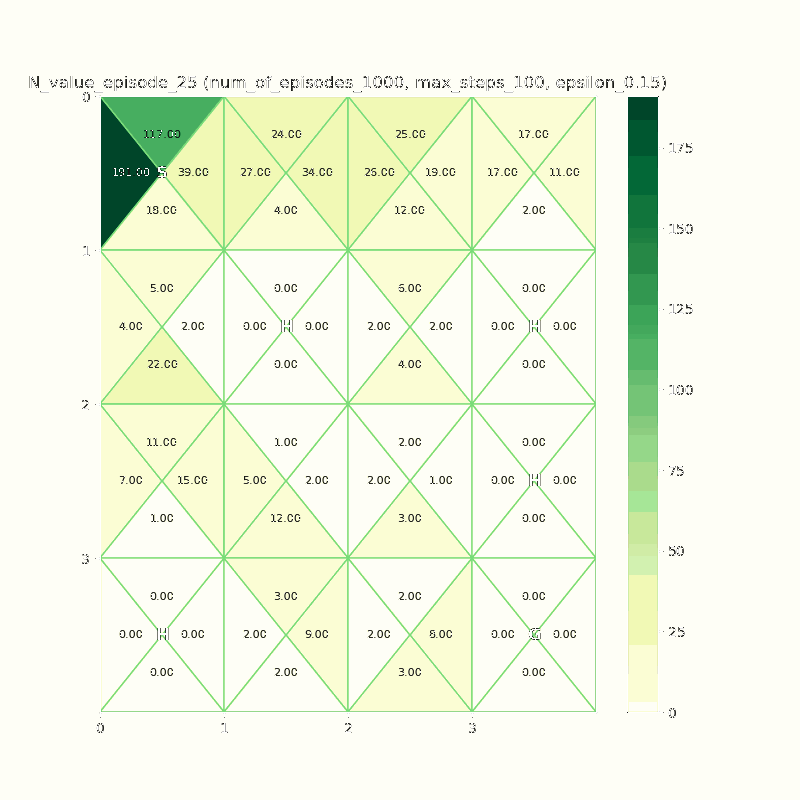 N_value_episode_25 (num_of_episodes_1000, max_steps_100, epsilon_0.15)
0
117.00 24.00 25.00 17.00
191.00 S 39.00 27.00 34.00 26.00 19.00 17.00 11.00
18.00 4.00 12.00 2.00
1
5.00 0.00 6.00 0.00
4.00 2.00 0.00 H 0.00 2.00 2.00 0.00 H 0.00
22.00 0.00 4.00 0.00
2
11.00 1.00 2.00 0.00
7.00 15.00 5.00 2.00 2.00 1.00 0.00 H 0.00
1.00 12.00 3.00 0.00
3
0.00 3.00 2.00 0.00
0.00 H 0.00 2.00 9.00 2.00 0.00 G 0.00
0.00 2.00 3.00 0.00
0 1 2 3
175
150
125
100
75
50
25
0